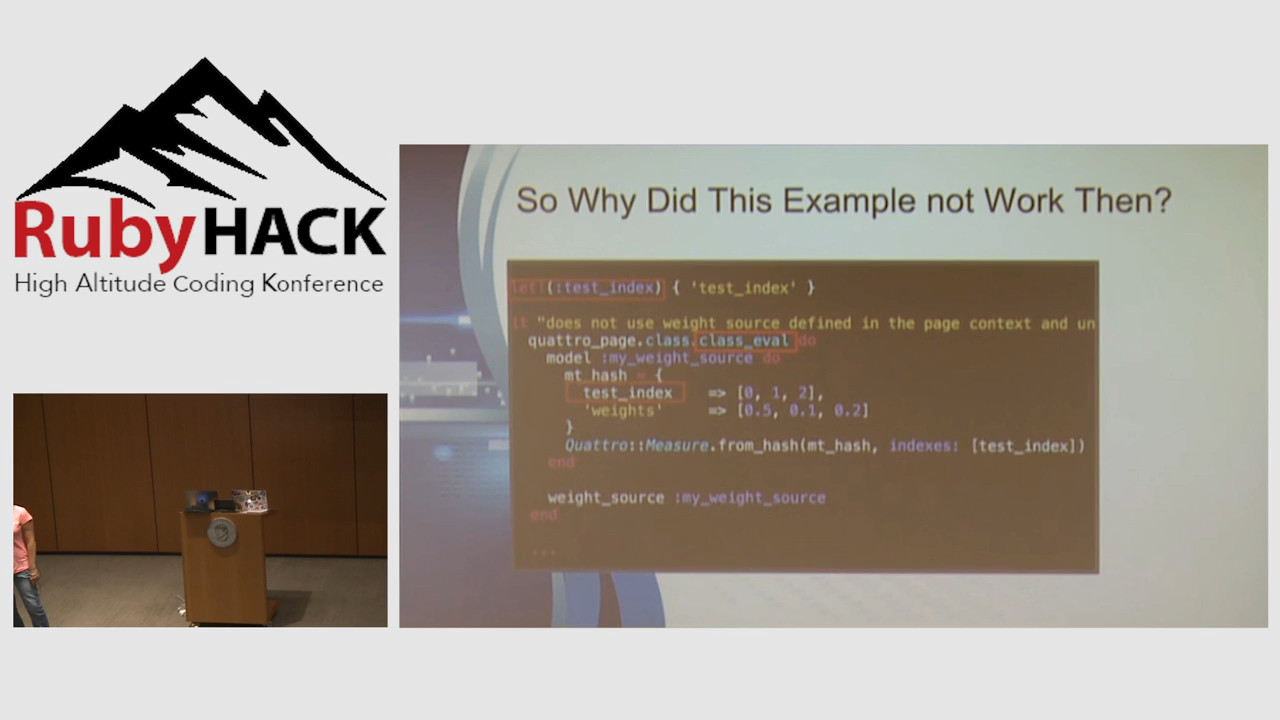 RubyHACK
High Altitude Coding Konference
So Why Did This Example not Work Then?
let!(:test_index) { 'test_index' }
it "does not use weight source defined in the page context and un
quattro_page.class.class_eval do
model :my_weight_source do
mt_hash = {
test_index => [0, 1, 2],
'weights' => [0.5, 0.1, 0.2]
}
Quattro::Measure.from_hash(mt_hash, indexes: [test_index])
end
weight_source :my_weight_source
end
...